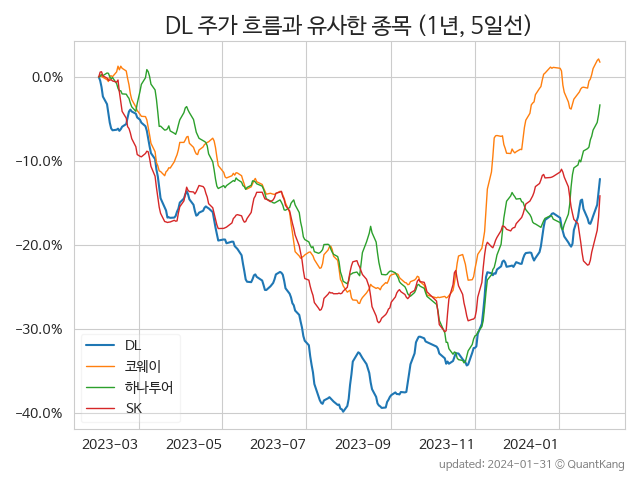 DL 주가 흐름과 유사한 종목 (1년, 5일선)
0.0%
−10.0%
−20.0%
−30.0%
−40.0%
DL
코웨이
하나투어
SK
2023-03 2023-05 2023-07 2023-09 2023-11 2024-01
updated: 2024-01-31 © QuantKang